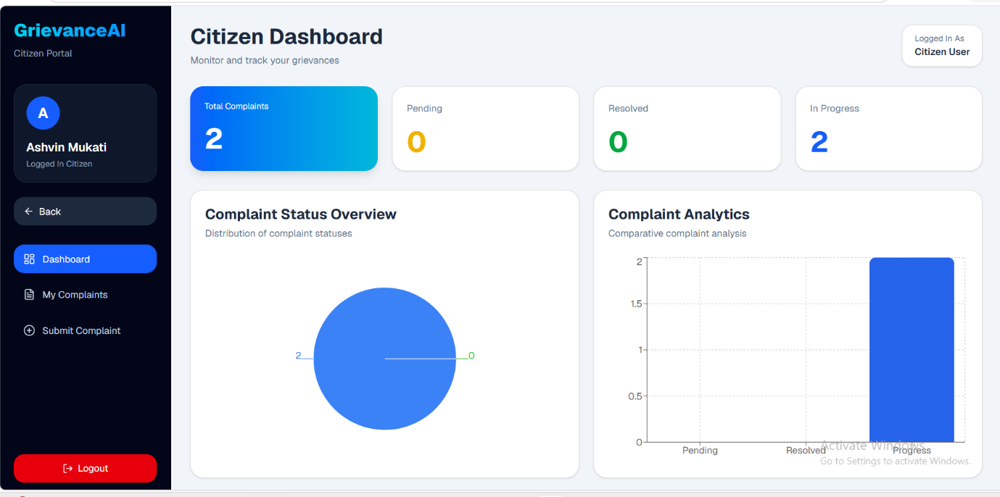 GrievanceAI
Citizen Portal
A
Ashvin Mukati
Logged In Citizen
Back
Dashboard
My Complaints
Submit Complaint
Logout
Citizen Dashboard
Monitor and track your grievances
Logged In As
Citizen User
Total Complaints
2
Pending
0
Resolved
0
In Progress
2
Complaint Status Overview
Distribution of complaint statuses
2
0
Complaint Analytics
Comparative complaint analysis
2
1.5
1
0.5
0
Pending
Resolved
Progress
Activate Windows
Go to Settings to activate Windows.